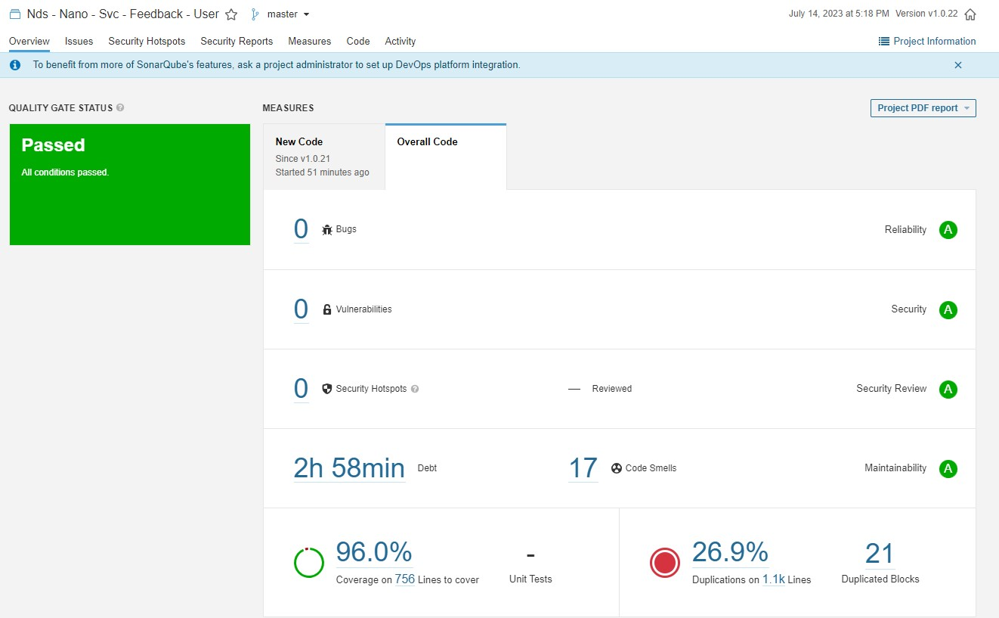 Nds - Nano - Svc - Feedback - User master July 14, 2023 at 5:18 PM Version v1.0.22
Overview Issues Security Hotspots Security Reports Measures Code Activity Project Information
To benefit from more of SonarQube's features, ask a project administrator to set up DevOps platform integration.
QUALITY GATE STATUS ? MEASURES Project PDF report
Passed
All conditions passed.
New Code
Since v1.0.21
Started 51 minutes ago
Overall Code
0 Bugs Reliability A
0 Vulnerabilities Security A
0 Security Hotspots ? — Reviewed Security Review A
2h 58min Debt 17 Code Smells Maintainability A
96.0%
Coverage on 756 Lines to cover
-
Unit Tests
26.9%
Duplications on 1.1k Lines
21
Duplicated Blocks